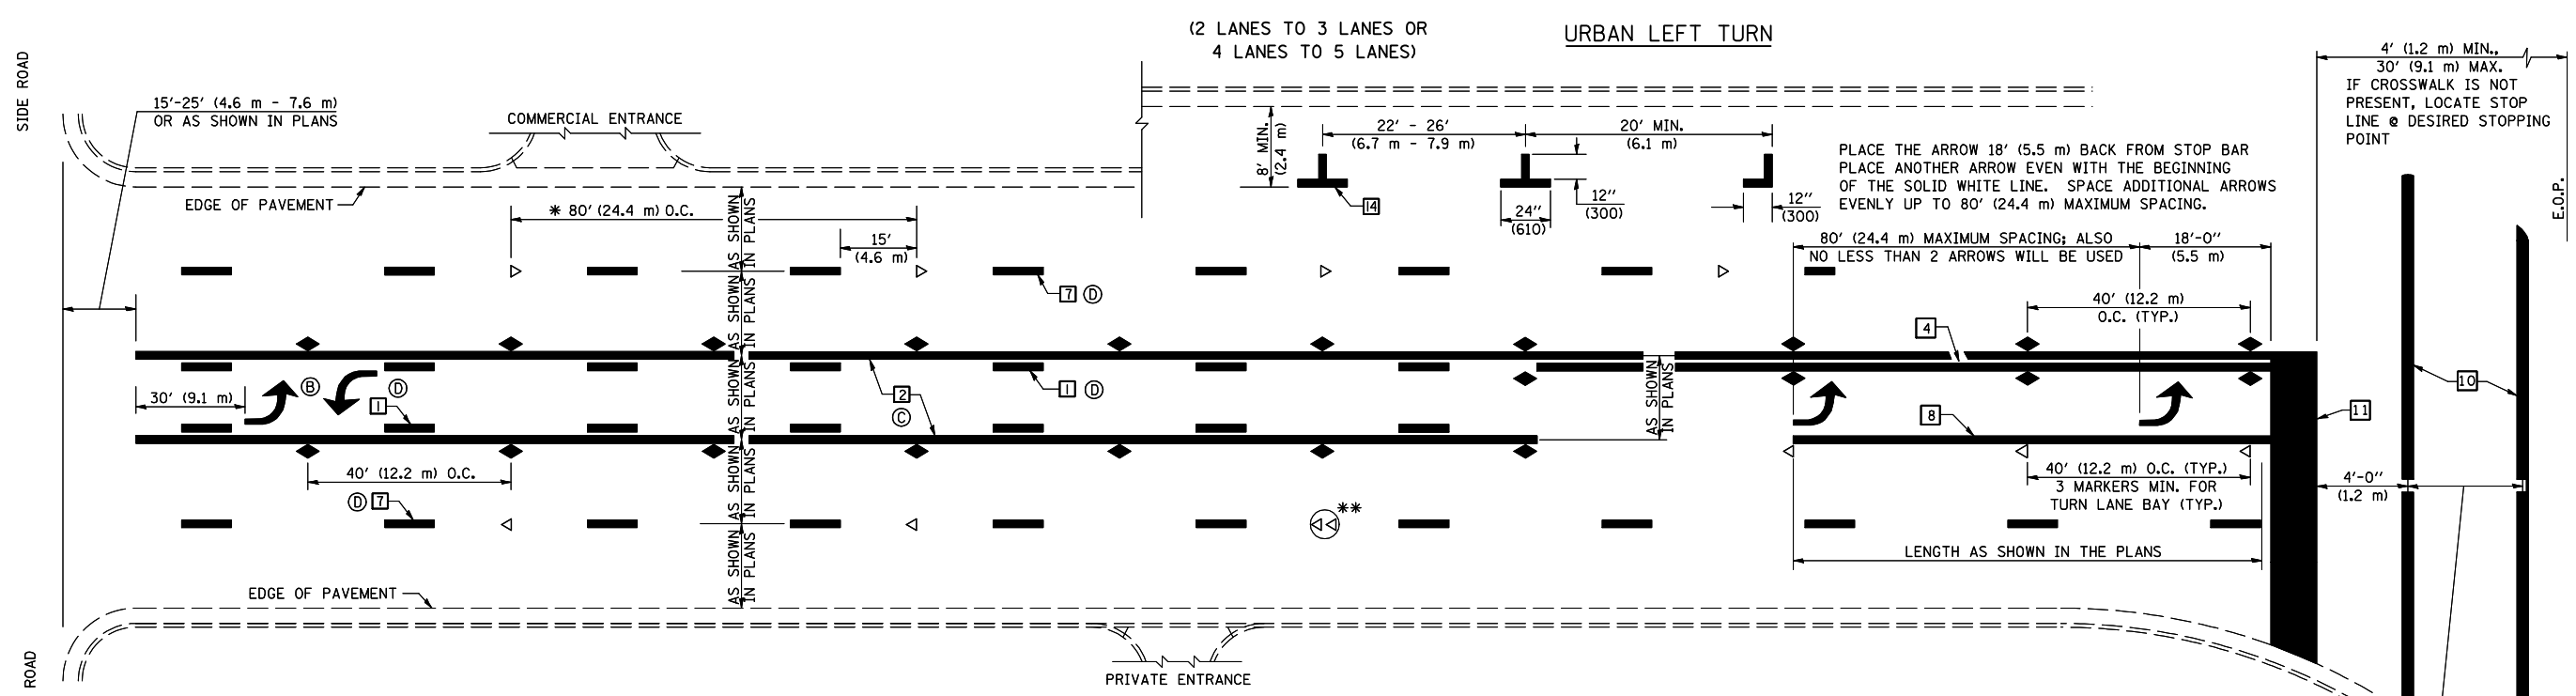 (2 LANES TO 3 LANES OR
4 LANES TO 5 LANES)
URBAN LEFT TURN
SIDE ROAD
15'-25' (4.6 m - 7.6 m)
OR AS SHOWN IN PLANS
COMMERCIAL ENTRANCE
EDGE OF PAVEMENT
8' MIN.
(2.4 m)
22' - 26'
(6.7 m - 7.9 m)
20' MIN.
(6.1 m)
14
24"
(610)
12"
(300)
12"
(300)
4' (1.2 m) MIN.,
30' (9.1 m) MAX.
IF CROSSWALK IS NOT
PRESENT, LOCATE STOP
LINE @ DESIRED STOPPING
POINT
E.O.P.
PLACE THE ARROW 18' (5.5 m) BACK FROM STOP BAR
PLACE ANOTHER ARROW EVEN WITH THE BEGINNING
OF THE SOLID WHITE LINE. SPACE ADDITIONAL ARROWS
EVENLY UP TO 80' (24.4 m) MAXIMUM SPACING.
* 80' (24.4 m) O.C.
15'
(4.6 m)
80' (24.4 m) MAXIMUM SPACING; ALSO
NO LESS THAN 2 ARROWS WILL BE USED
18'-0"
(5.5 m)
AS SHOWN
IN PLANS
7 D
40' (12.2 m)
O.C. (TYP.)
AS SHOWN
IN PLANS
4
30' (9.1 m)
B
D
1
1 D
2
C
AS SHOWN
IN PLANS
AS SHOWN
IN PLANS
8
10
11
40' (12.2 m) O.C.
D 7
AS SHOWN
IN PLANS
**
40' (12.2 m) O.C. (TYP.)
3 MARKERS MIN. FOR
TURN LANE BAY (TYP.)
4'-0"
(1.2 m)
LENGTH AS SHOWN IN THE PLANS
AS SHOWN
IN PLANS
EDGE OF PAVEMENT
PRIVATE ENTRANCE
ROAD